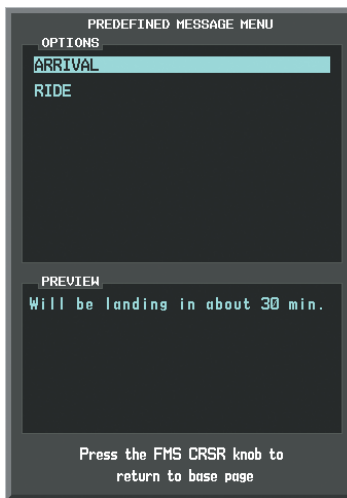 PREDEFINED MESSAGE MENU
OPTIONS
ARRIVAL
RIDE
PREVIEW
Will be landing in about 30 min.
Press the FMS CRSR knob to
return to base page